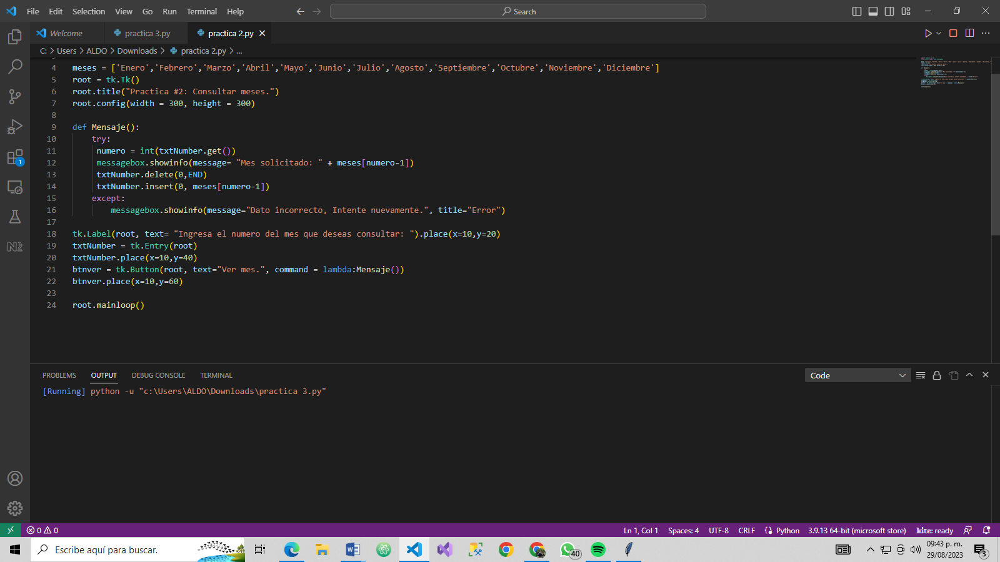 File Edit Selection View Go Run Terminal Help
Search
Welcome practica 3.py practica 2.py
C: > Users > ALDO > Downloads > practica 2.py > ...
4 meses = ['Enero','Febrero','Marzo','Abril','Mayo','Junio','Julio','Agosto','Septiembre','Octubre','Noviembre','Diciembre']
5 root = tk.Tk()
6 root.title("Practica #2: Consultar meses.")
7 root.config(width = 300, height = 300)
8
9 def Mensaje():
10 try:
11 numero = int(txtNumber.get())
12 messagebox.showinfo(message= "Mes solicitado: " + meses[numero-1])
13 txtNumber.delete(0,END)
14 txtNumber.insert(0, meses[numero-1])
15 except:
16 messagebox.showinfo(message="Dato incorrecto, Intente nuevamente.", title="Error")
17
18 tk.Label(root, text= "Ingresa el numero del mes que deseas consultar: ").place(x=10,y=20)
19 txtNumber = tk.Entry(root)
20 txtNumber.place(x=10,y=40)
21 btnver = tk.Button(root, text="Ver mes.", command = lambda:Mensaje())
22 btnver.place(x=10,y=60)
23
24 root.mainloop()
1
PROBLEMS OUTPUT DEBUG CONSOLE TERMINAL
Code
[Running] python -u "c:\Users\ALDO\Downloads\practica 3.py"
0 0
Ln 1, Col 1 Spaces: 4 UTF-8 CRLF Python 3.9.13 64-bit (microsoft store) kite: ready
Escribe aquí para buscar.
40
09:43 p. m.
29/08/2023
3